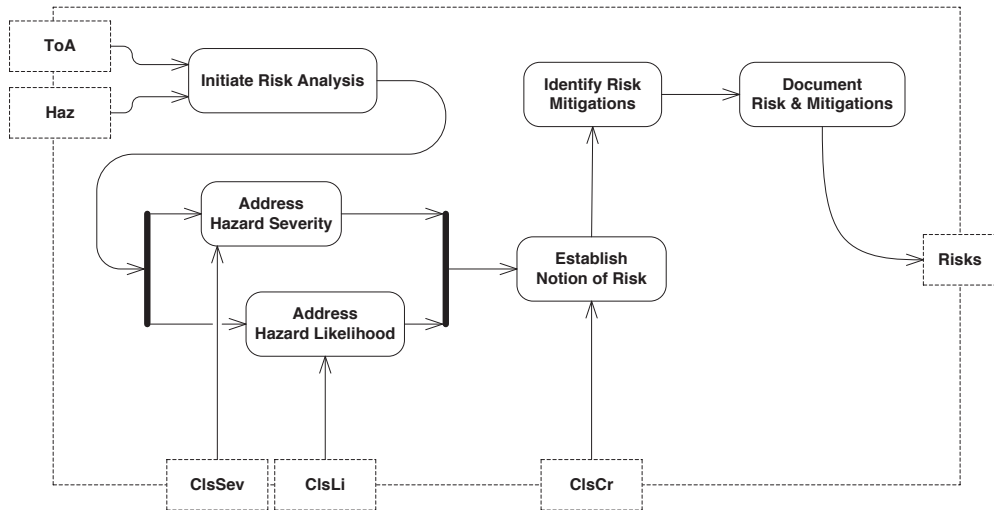 ToA
Haz
Initiate Risk Analysis
Identify Risk
Mitigations
Document
Risk & Mitigations
Address
Hazard Severity
Address
Hazard Likelihood
Establish
Notion of Risk
Risks
ClsSev
ClsLi
ClsCr